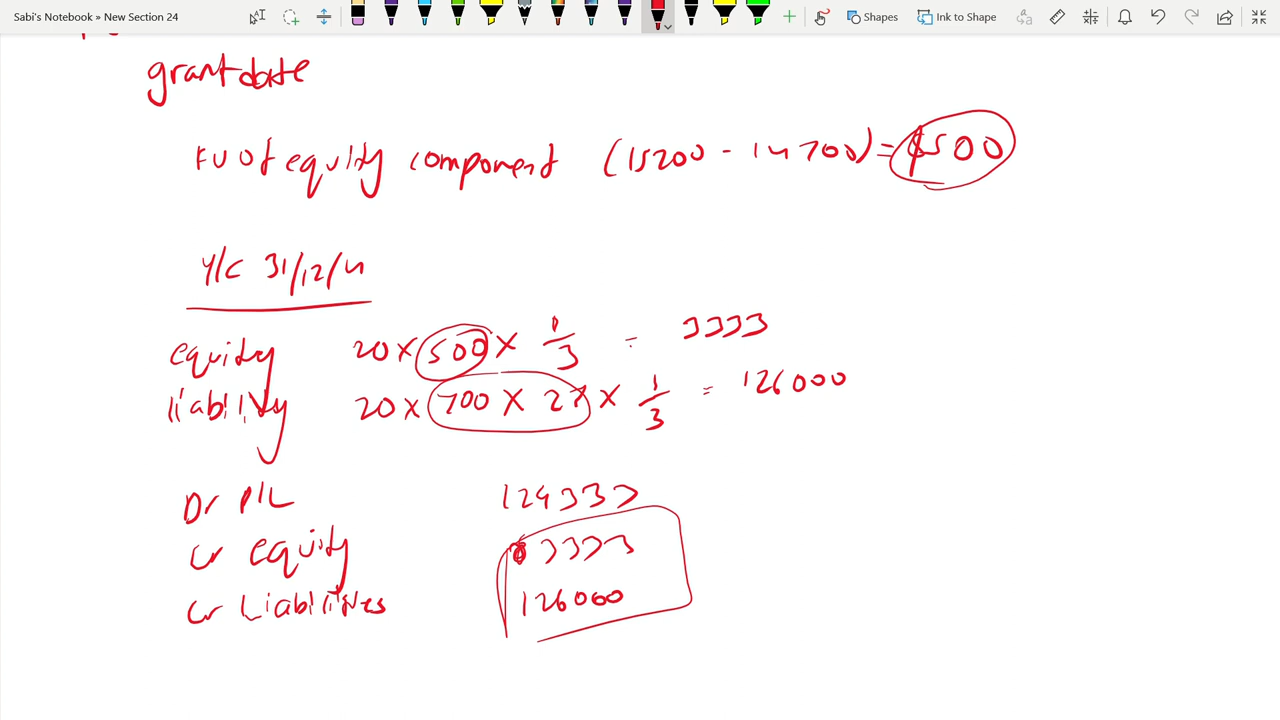 Sabi's Notebook » New Section 24
Shapes
Ink to Shape
grant date
FV of equity component (15200 - 14700) = $500
Y/E 31/12/4
equity 20 x 500 x 1/3 = 3333
liability 20 x 700 x 27 x 1/3 = 126000
Dr P/L 129333
Cr equity 3333
Cr Liabilities 126000